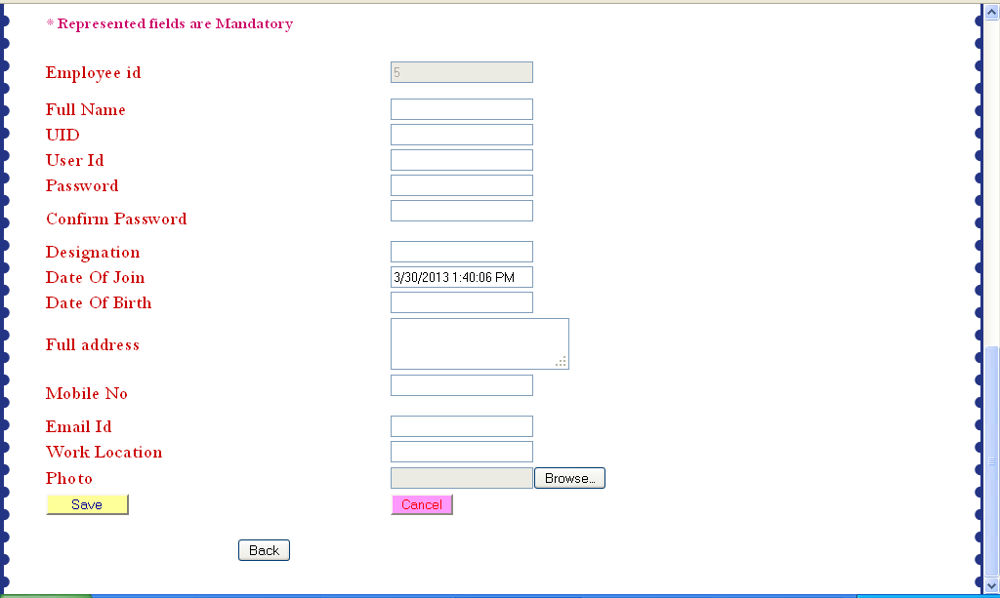 * Represented fields are Mandatory
Employee id 5
Full Name
UID
User Id
Password
Confirm Password
Designation
Date Of Join 3/30/2013 1:40:06 PM
Date Of Birth
Full address
Mobile No
Email Id
Work Location
Photo Browse...
Save Cancel
Back